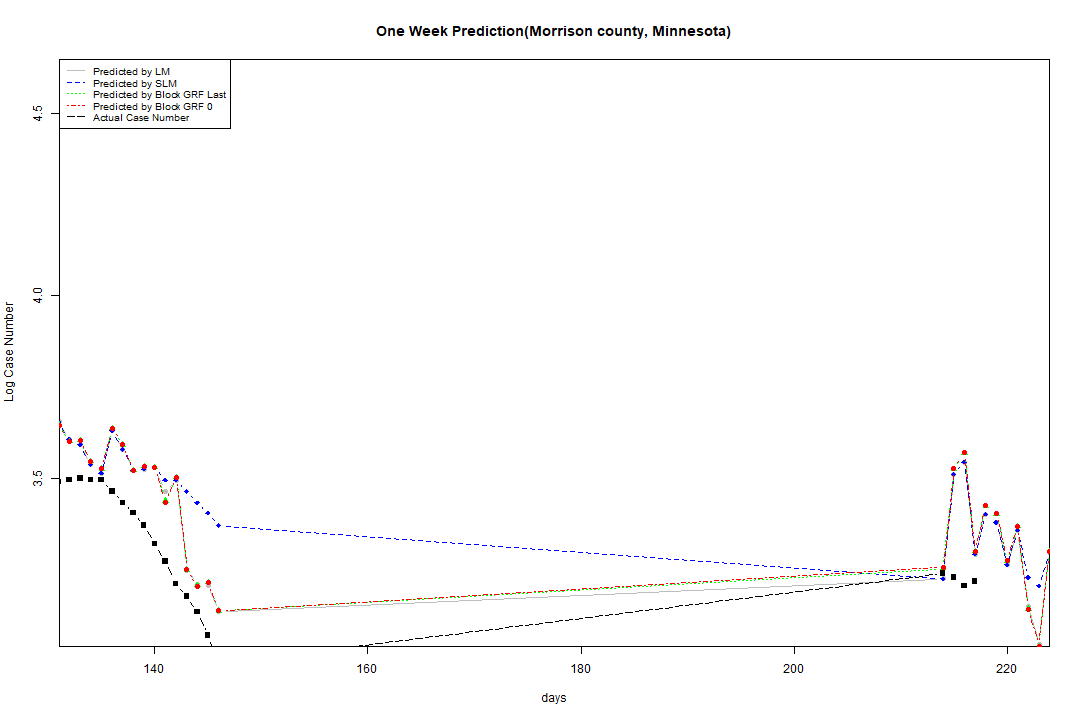 One Week Prediction(Morrison county, Minnesota)
Predicted by LM
Predicted by SLM
Predicted by Block GRF Last
Predicted by Block GRF 0
Actual Case Number
4.5
4.0
3.5
Log Case Number
140 160 180 200 220
days